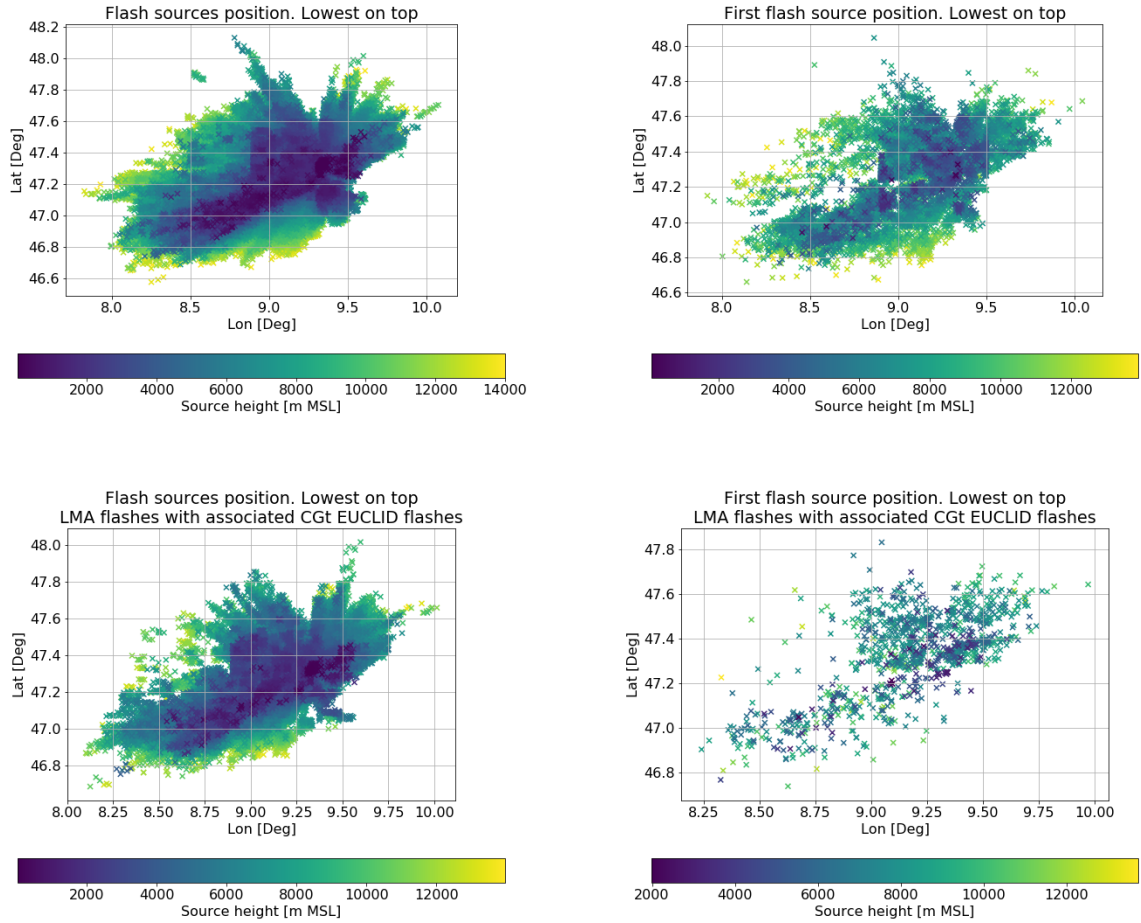 Flash sources position. Lowest on top
48.2
48.0
47.8
47.6
47.4
47.2
47.0
46.8
46.6
Lat [Deg]
8.0 8.5 9.0 9.5 10.0
Lon [Deg]
2000 4000 6000 8000 10000 12000 14000
Source height [m MSL]
First flash source position. Lowest on top
48.0
47.8
47.6
47.4
47.2
47.0
46.8
46.6
Lat [Deg]
8.0 8.5 9.0 9.5 10.0
Lon [Deg]
2000 4000 6000 8000 10000 12000
Source height [m MSL]
Flash sources position. Lowest on top
LMA flashes with associated CGt EUCLID flashes
48.0
47.8
47.6
47.4
47.2
47.0
46.8
Lat [Deg]
8.00 8.25 8.50 8.75 9.00 9.25 9.50 9.75 10.00
Lon [Deg]
2000 4000 6000 8000 10000 12000
Source height [m MSL]
First flash source position. Lowest on top
LMA flashes with associated CGt EUCLID flashes
47.8
47.6
47.4
47.2
47.0
46.8
Lat [Deg]
8.25 8.50 8.75 9.00 9.25 9.50 9.75 10.00
Lon [Deg]
2000 4000 6000 8000 10000 12000
Source height [m MSL]